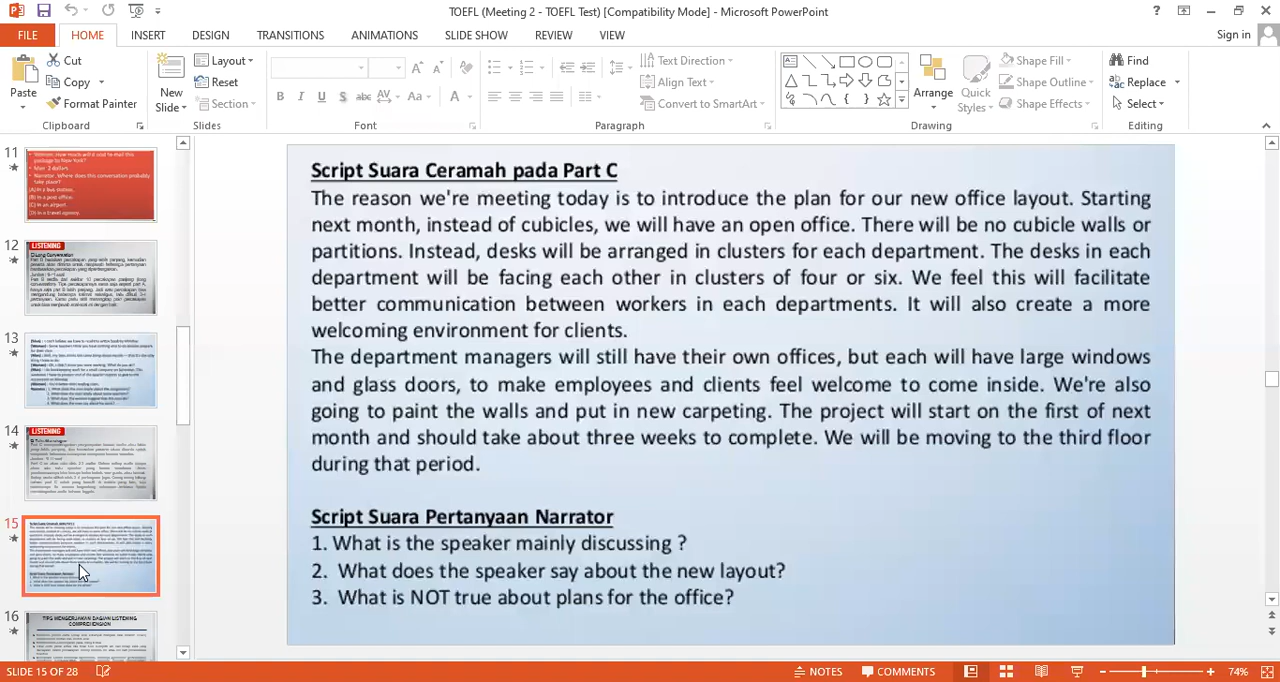 TOEFL (Meeting 2 - TOEFL Test) [Compatibility Mode] - Microsoft PowerPoint
FILE HOME INSERT DESIGN TRANSITIONS ANIMATIONS SLIDE SHOW REVIEW VIEW Sign in
Paste
Cut
Copy
Format Painter
Clipboard
New
Slide
Layout
Reset
Section
Slides
Font
Text Direction
Align Text
Convert to SmartArt
Paragraph
Arrange
Quick
Styles
Shape Fill
Shape Outline
Shape Effects
Drawing
Find
Replace
Select
Editing
11
12
LISTENING
13
14
LISTENING
15
16
TIPS MENGERJAKAN BAGIAN LISTENING
COMPREHENSION
Script Suara Ceramah pada Part C
The reason we're meeting today is to introduce the plan for our new office layout. Starting
next month, instead of cubicles, we will have an open office. There will be no cubicle walls or
partitions. Instead desks will be arranged in clusters for each department. The desks in each
department will be facing each other in clusters of four or six. We feel this will facilitate
better communication between workers in each departments. It will also create a more
welcoming environment for clients.
The department managers will still have their own offices, but each will have large windows
and glass doors, to make employees and clients feel welcome to come inside. We're also
going to paint the walls and put in new carpeting. The project will start on the first of next
month and should take about three weeks to complete. We will be moving to the third floor
during that period.
Script Suara Pertanyaan Narrator
1. What is the speaker mainly discussing ?
2. What does the speaker say about the new layout?
3. What is NOT true about plans for the office?
SLIDE 15 OF 28 NOTES COMMENTS 74%